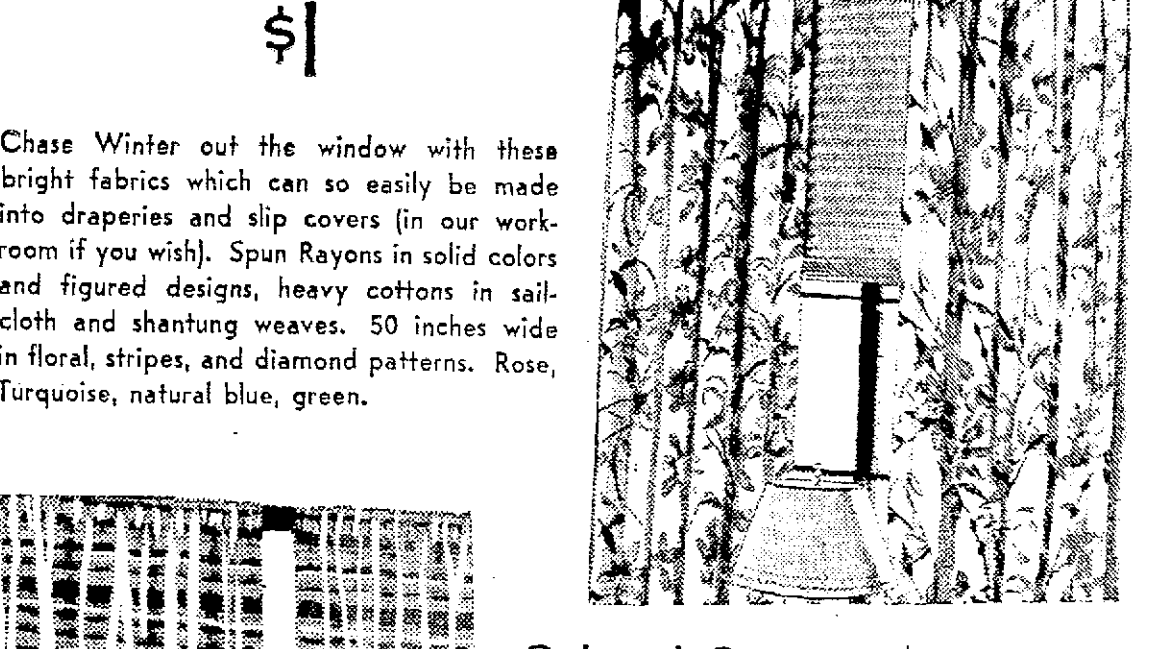 $1
Chase Winter out the window with these
bright fabrics which can so easily be made
into draperies and slip covers (in our work-
room if you wish). Spun Rayons in solid colors
and figured designs, heavy cottons in sail-
cloth and shantung weaves. 50 inches wide
in floral, stripes, and diamond patterns. Rose,
Turquoise, natural blue, green.